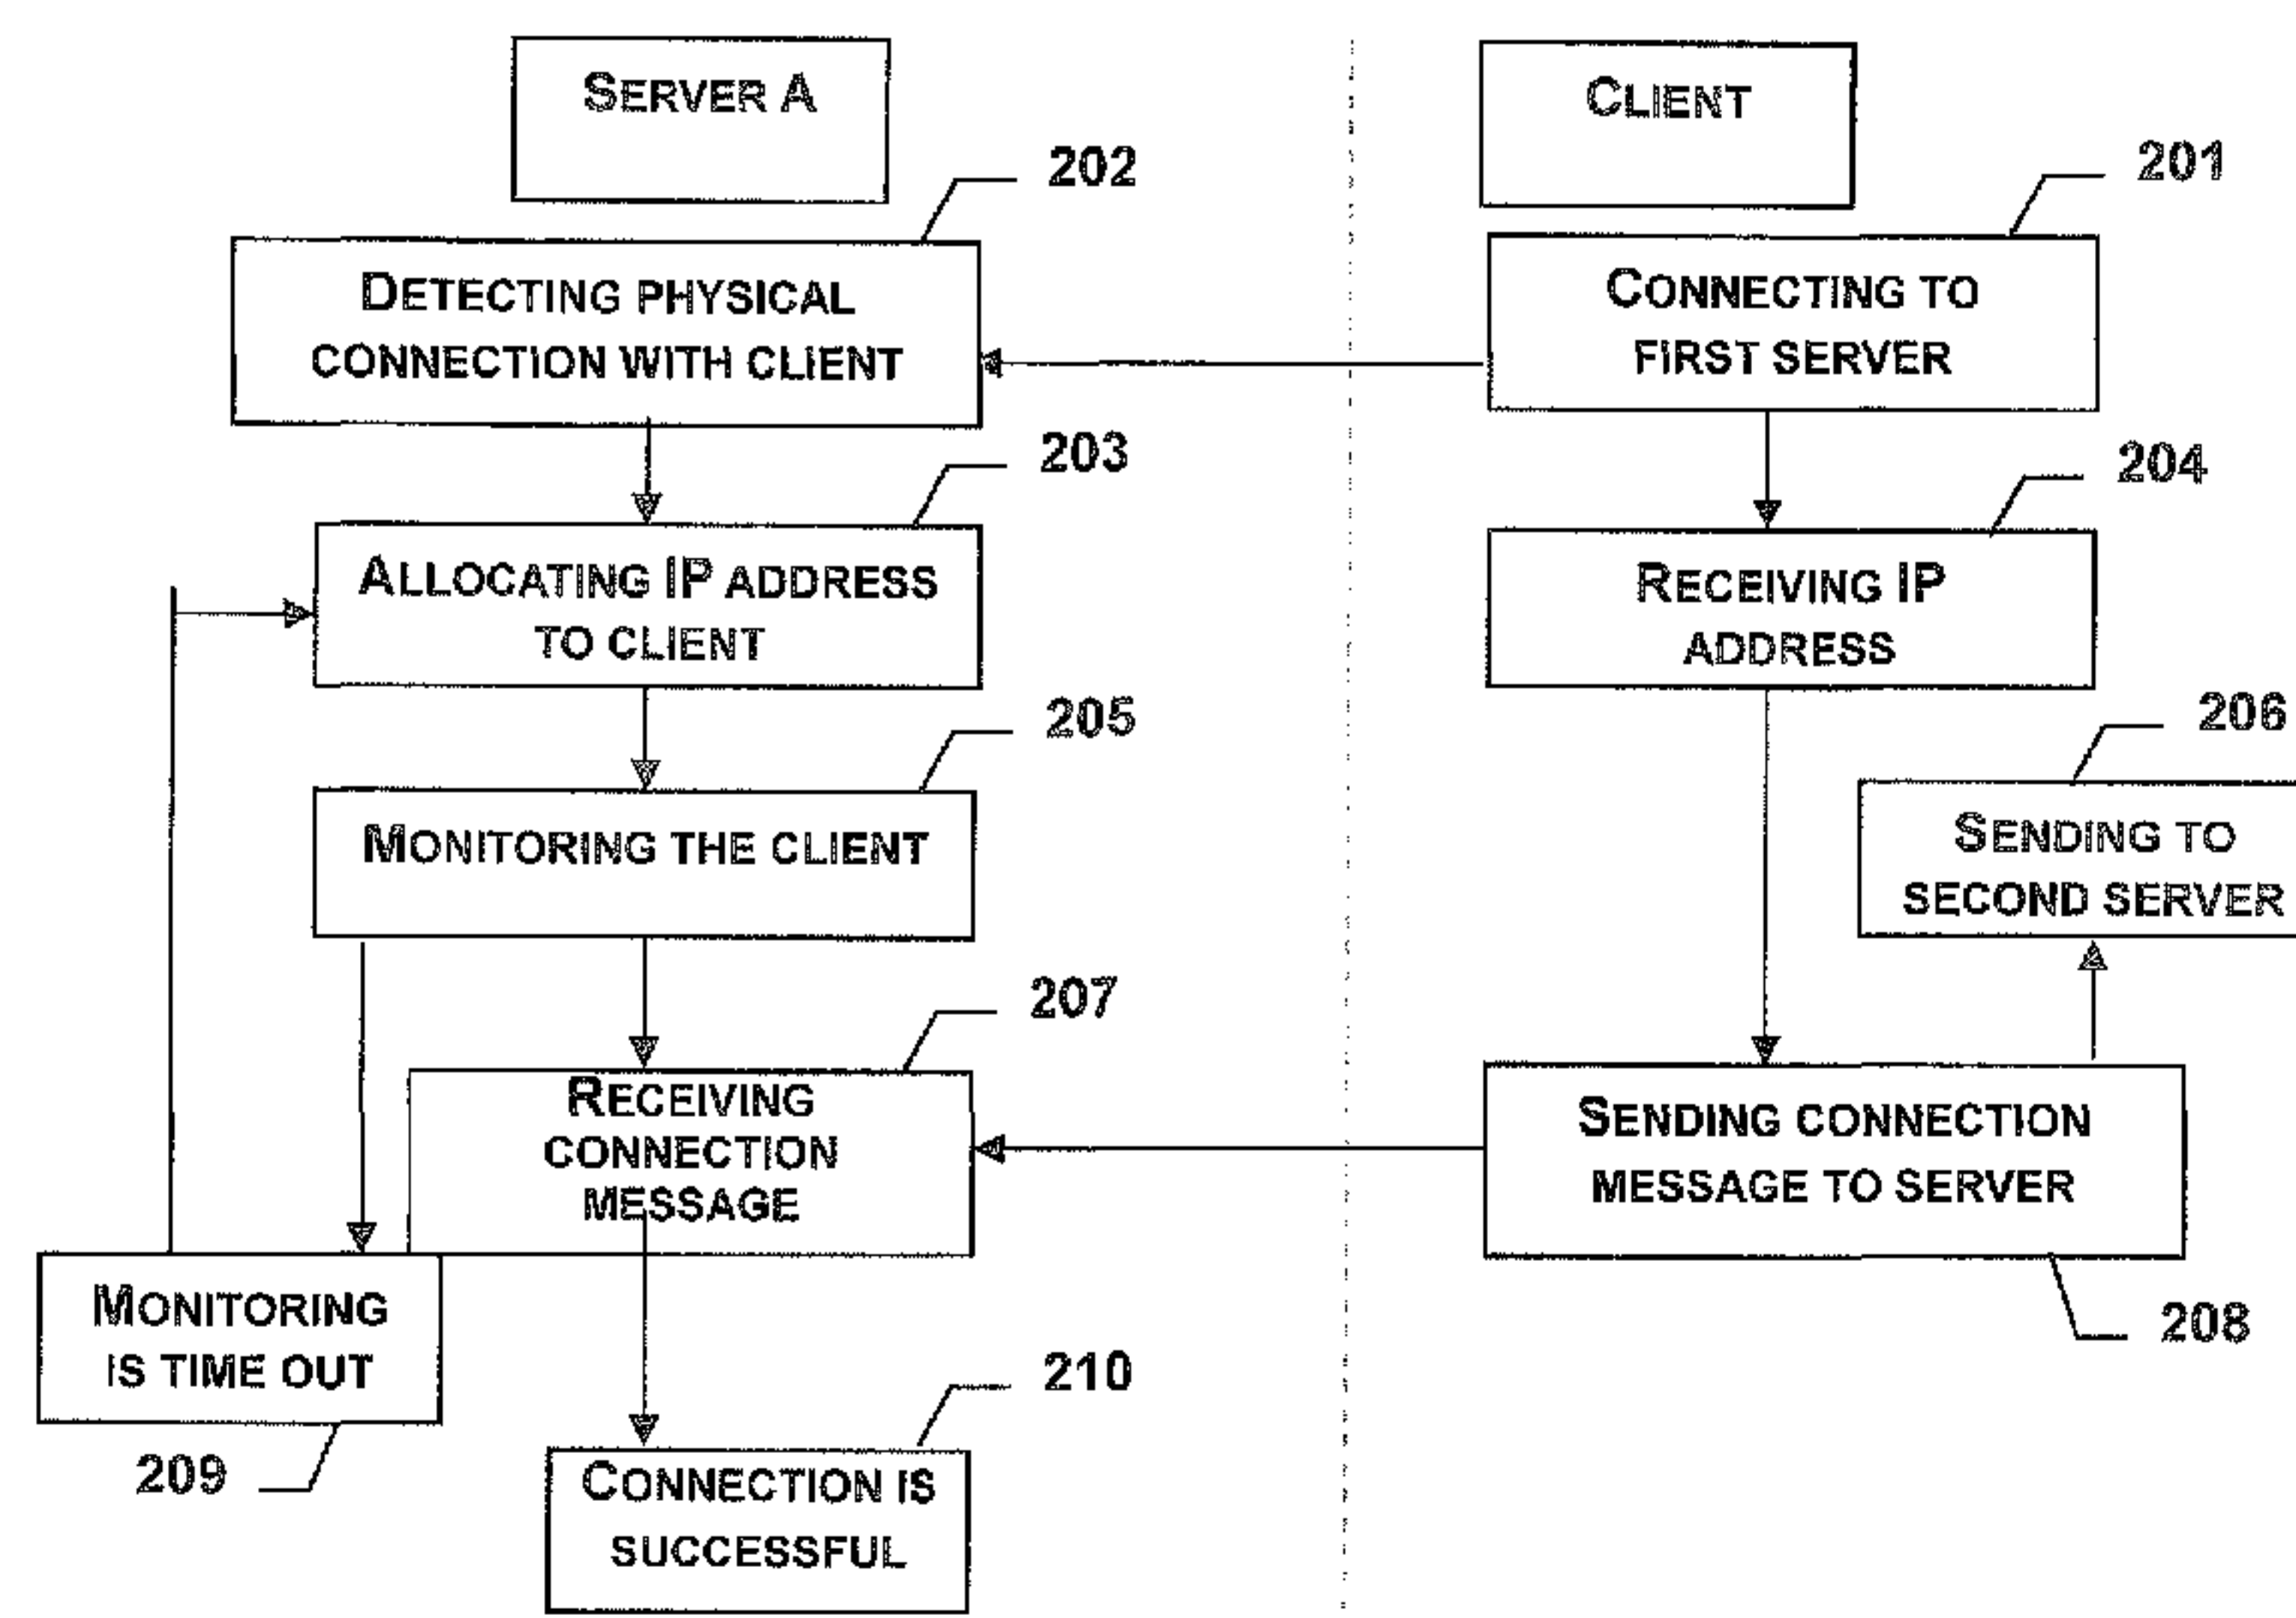 SERVER A
CLIENT
202
201
DETECTING PHYSICAL
CONNECTION WITH CLIENT
CONNECTING TO
FIRST SERVER
203
204
ALLOCATING IP ADDRESS
TO CLIENT
RECEIVING IP
ADDRESS
205
206
MONITORING THE CLIENT
SENDING TO
SECOND SERVER
207
RECEIVING
CONNECTION
MESSAGE
SENDING CONNECTION
MESSAGE TO SERVER
208
MONITORING
IS TIME OUT
209
210
CONNECTION IS
SUCCESSFUL